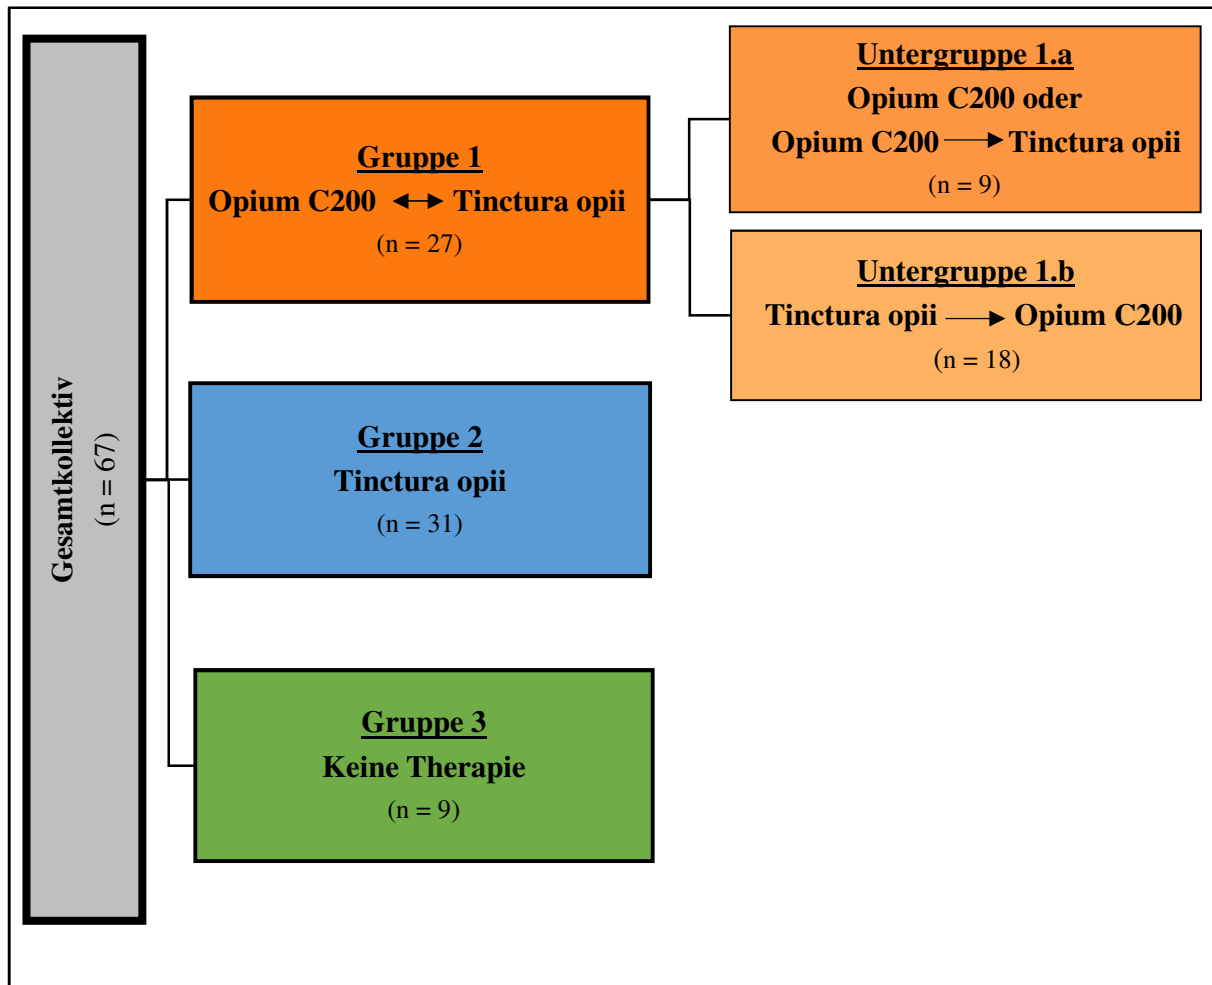 Gesamtkollektiv
(n = 67)
Gruppe 1
Opium C200 ↔ Tinctura opii
(n = 27)
Untergruppe 1.a
Opium C200 oder
Opium C200 → Tinctura opii
(n = 9)
Untergruppe 1.b
Tinctura opii → Opium C200
(n = 18)
Gruppe 2
Tinctura opii
(n = 31)
Gruppe 3
Keine Therapie
(n = 9)